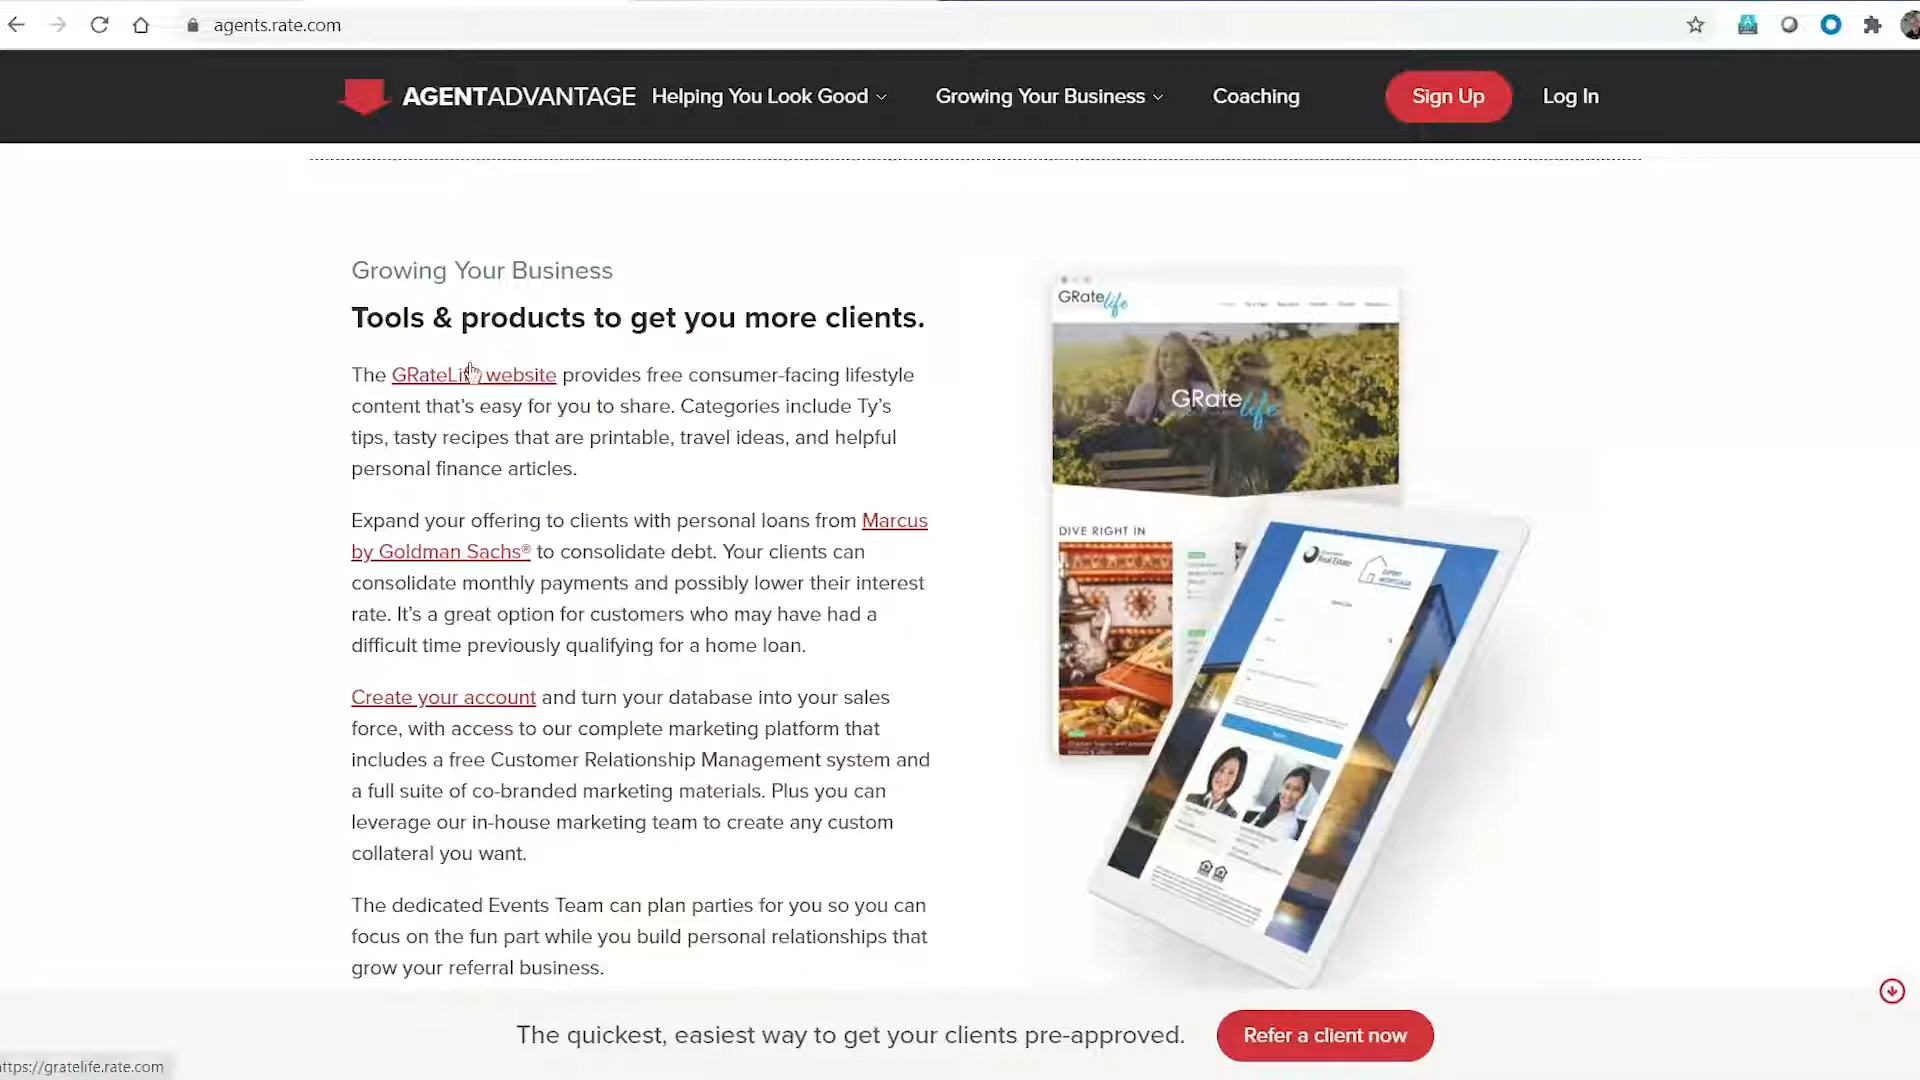 agents.rate.com
AGENTADVANTAGE Helping You Look Good Growing Your Business Coaching Sign Up Log In
Growing Your Business
Tools & products to get you more clients.
The GRateLife website provides free consumer-facing lifestyle
content that's easy for you to share. Categories include Ty's
tips, tasty recipes that are printable, travel ideas, and helpful
personal finance articles.
Expand your offering to clients with personal loans from Marcus
by Goldman Sachs® to consolidate debt. Your clients can
consolidate monthly payments and possibly lower their interest
rate. It's a great option for customers who may have had a
difficult time previously qualifying for a home loan.
Create your account and turn your database into your sales
force, with access to our complete marketing platform that
includes a free Customer Relationship Management system and
a full suite of co-branded marketing materials. Plus you can
leverage our in-house marketing team to create any custom
collateral you want.
The dedicated Events Team can plan parties for you so you can
focus on the fun part while you build personal relationships that
grow your referral business.
GRate life
GRate life
DIVE RIGHT IN
Real Estate
EXPERT
MORTGAGE
The quickest, easiest way to get your clients pre-approved. Refer a client now
ttps://gratelife.rate.com